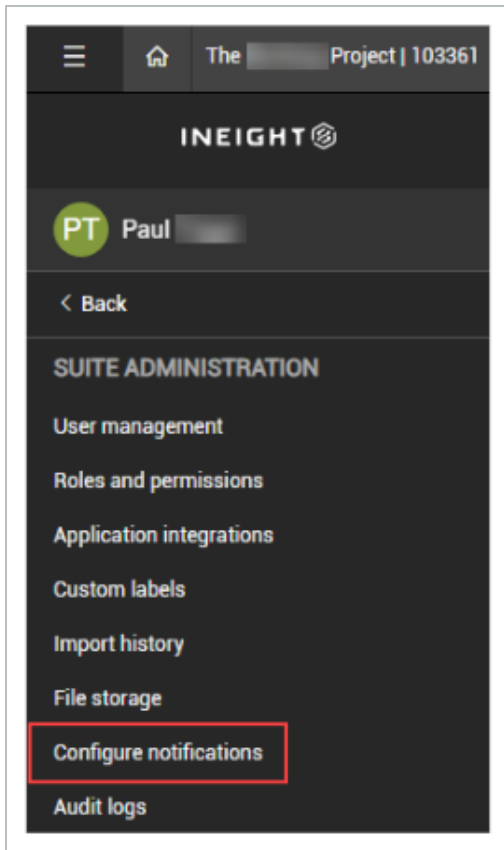 The Project | 103361
INEIGHT
PT Paul
< Back
SUITE ADMINISTRATION
User management
Roles and permissions
Application integrations
Custom labels
Import history
File storage
Configure notifications
Audit logs